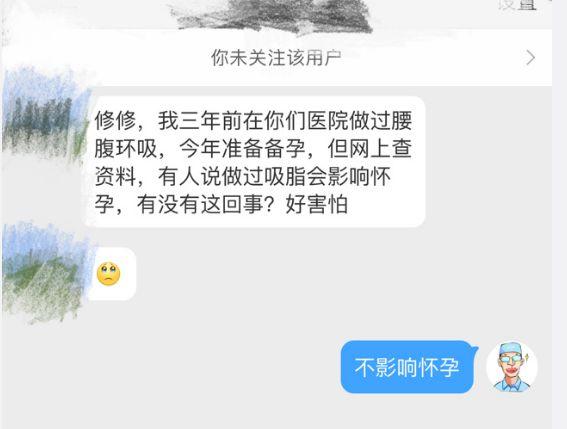 设置
你未关注该用户
修修，我三年前在你们医院做过腰
腹环吸，今年准备备孕，但网上查
资料，有人说做过吸脂会影响怀
孕，有没有这回事？好害怕
不影响怀孕